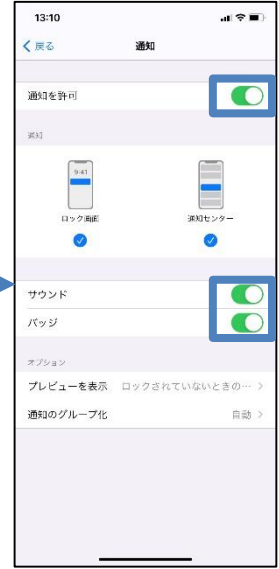 13:10
戻る 通知
通知を許可
通知
9:41
ロック画面 通知センター
サウンド
バッジ
オプション
プレビューを表示 ロックされていないときの…
通知のグループ化 自動